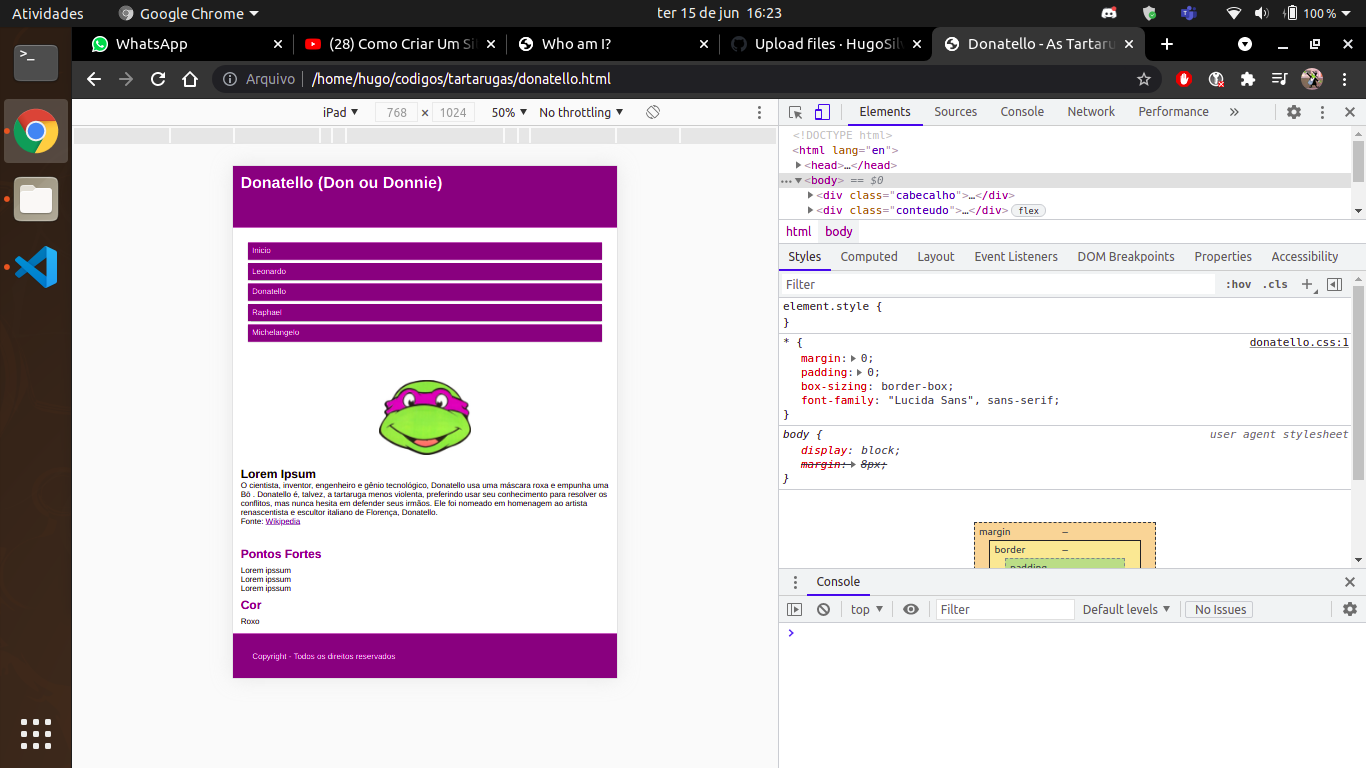 Atividades
Google Chrome
ter 15 de jun 16:23
100 %
WhatsApp
(28) Como Criar Um Si
Who am I?
Upload files · HugoSil
Donatello - As Tartaru
Arquivo
/home/hugo/codigos/tartarugas/donatello.html
iPad
768 × 1024
50%
No throttling
Elements
Sources
Console
Network
Performance
<!DOCTYPE html>
<html lang="en">
<head>…</head>
<body> == $0
<div class="cabecalho">…</div>
<div class="conteudo">…</div> flex
html body
Styles
Computed
Layout
Event Listeners
DOM Breakpoints
Properties
Accessibility
Filter
:hov .cls
element.style {
}
* {
donatello.css:1
margin: 0;
padding: 0;
box-sizing: border-box;
font-family: "Lucida Sans", sans-serif;
}
body {
user agent stylesheet
display: block;
margin: 8px;
}
margin –
border –
padding
Console
top
Filter
Default levels
No Issues
Donatello (Don ou Donnie)
Inicio
Leonardo
Donatello
Raphael
Michelangelo
Lorem Ipsum
O cientista, inventor, engenheiro e gênio tecnológico, Donatello usa uma máscara roxa e empunha uma
Bō . Donatello é, talvez, a tartaruga menos violenta, preferindo usar seu conhecimento para resolver os
conflitos, mas nunca hesita em defender seus irmãos. Ele foi nomeado em homenagem ao artista
renascentista e escultor italiano de Florença, Donatello.
Fonte: Wikipedia
Pontos Fortes
Lorem ipssum
Lorem ipssum
Lorem ipssum
Cor
Roxo
Copyright - Todos os direitos reservados